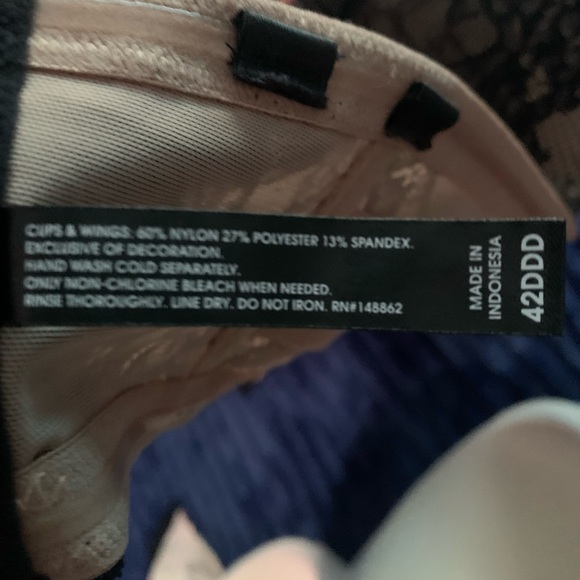 CUPS & WINGS: 60% NYLON 27% POLYESTER 13% SPANDEX.
EXCLUSIVE OF DECORATION.
HAND WASH COLD SEPARATELY.
ONLY NON-CHLORINE BLEACH WHEN NEEDED.
RINSE THOROUGHLY. LINE DRY. DO NOT IRON. RN#148862
MADE IN
INDONESIA
42DDD